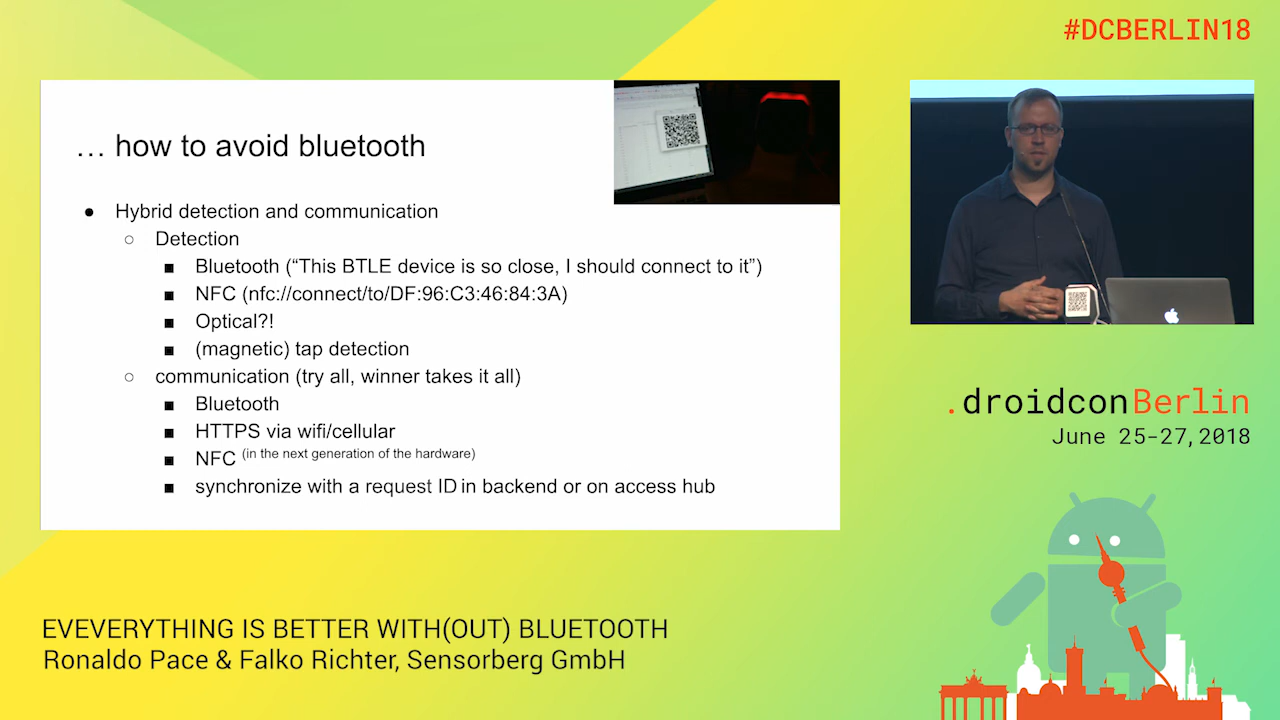 #DCBERLIN18
… how to avoid bluetooth
● Hybrid detection and communication
○ Detection
■ Bluetooth (“This BTLE device is so close, I should connect to it”)
■ NFC (nfc://connect/to/DF:96:C3:46:84:3A)
■ Optical?!
■ (magnetic) tap detection
○ communication (try all, winner takes it all)
■ Bluetooth
■ HTTPS via wifi/cellular
■ NFC (in the next generation of the hardware)
■ synchronize with a request ID in backend or on access hub
.droidconBerlin
June 25-27, 2018
EVEVERYTHING IS BETTER WITH(OUT) BLUETOOTH
Ronaldo Pace & Falko Richter, Sensorberg GmbH